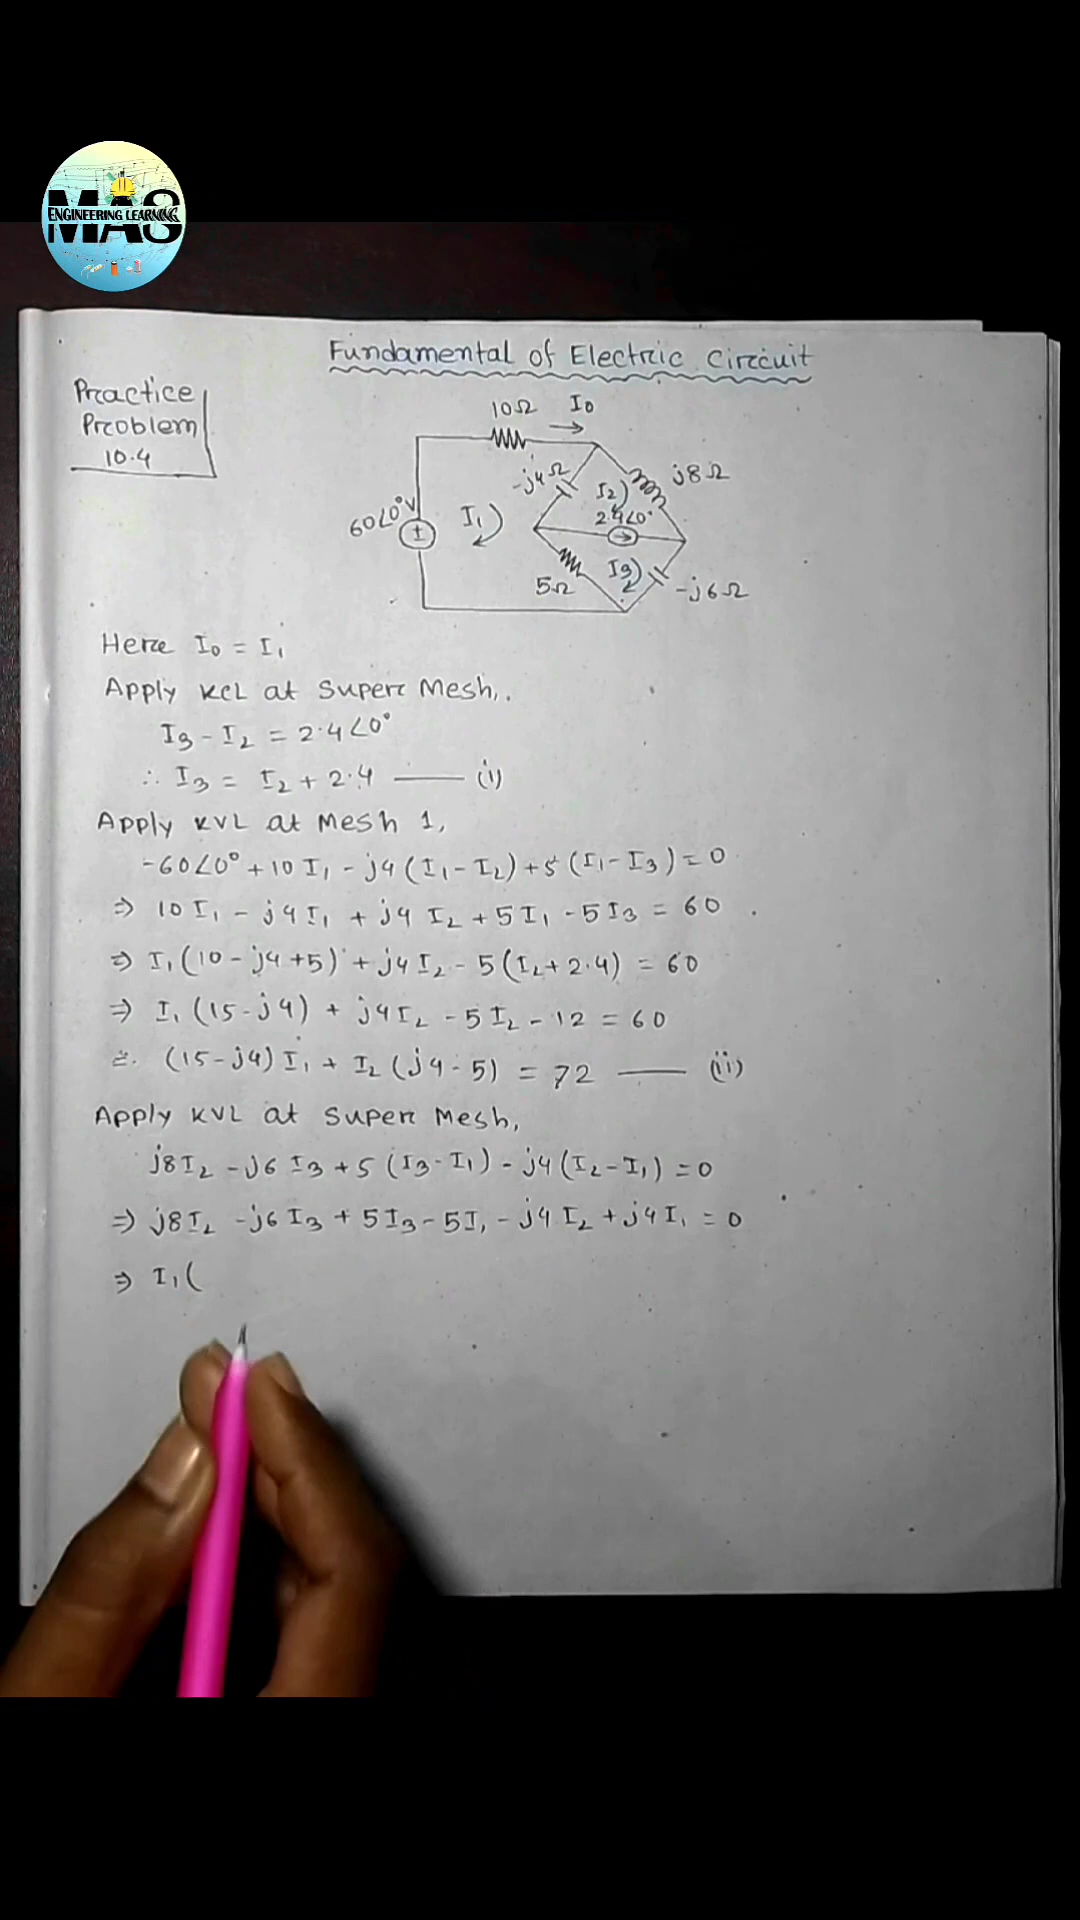 MAS
ENGINEERING LEARNING
Fundamental of Electric Circuit
Practice
Problem
10.4
10Ω I₀
-j4Ω
j8Ω
I₂
2.4∠0°
60∠0° V
I₁
I₃
5Ω
-j6Ω
Here I₀ = I₁
Apply KCL at Super Mesh,.
I₃ - I₂ = 2.4∠0°
∴ I₃ = I₂ + 2.4 —— (i)
Apply KVL at Mesh 1,
-60∠0° + 10 I₁ - j4 (I₁ - I₂) + 5 (I₁ - I₃) = 0
⇒ 10 I₁ - j4 I₁ + j4 I₂ + 5 I₁ - 5 I₃ = 60
⇒ I₁ (10 - j4 + 5) + j4 I₂ - 5 (I₂ + 2.4) = 60
⇒ I₁ (15 - j4) + j4 I₂ - 5 I₂ - 12 = 60
∴ (15 - j4) I₁ + I₂ (j4 - 5) = 72 —— (ii)
Apply KVL at Super Mesh,
j8 I₂ - j6 I₃ + 5 (I₃ - I₁) - j4 (I₂ - I₁) = 0
⇒ j8 I₂ - j6 I₃ + 5 I₃ - 5 I₁ - j4 I₂ + j4 I₁ = 0
⇒ I₁ (